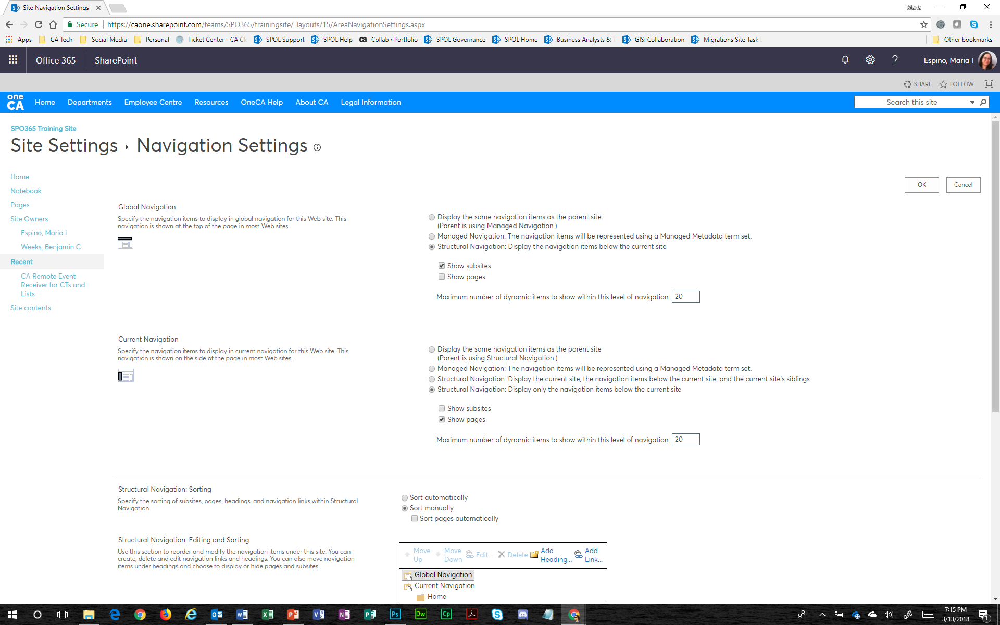 Site Navigation Settings
Maria
Secure https://caone.sharepoint.com/teams/SPO365/trainingsite/_layouts/15/AreaNavigationSettings.aspx
Apps CA Tech Social Media Personal Ticket Center - CA SPOL Support SPOL Help Collab › Portfolio SPOL Governance SPOL Home Business Analysts & GIS: Collaboration Migrations Site Task Other bookmarks
Office 365 SharePoint ? Espino, Maria I
SHARE FOLLOW
one
CA
Home Departments Employee Centre Resources OneCA Help About CA Legal Information Search this site
SPO365 Training Site
Site Settings Navigation Settings
Home
Notebook
Pages
Site Owners
Espino, Maria I
Weeks, Benjamin C
Recent
CA Remote Event
Receiver for CTs and
Lists
Site contents
OK Cancel
Global Navigation
Specify the navigation items to display in global navigation for this Web site. This
navigation is shown at the top of the page in most Web sites.
Display the same navigation items as the parent site
(Parent is using Managed Navigation.)
Managed Navigation: The navigation items will be represented using a Managed Metadata term set.
Structural Navigation: Display the navigation items below the current site
Show subsites
Show pages
Maximum number of dynamic items to show within this level of navigation: 20
Current Navigation
Specify the navigation items to display in current navigation for this Web site. This
navigation is shown on the side of the page in most Web sites.
Display the same navigation items as the parent site
(Parent is using Structural Navigation.)
Managed Navigation: The navigation items will be represented using a Managed Metadata term set.
Structural Navigation: Display the current site, the navigation items below the current site, and the current site's siblings
Structural Navigation: Display only the navigation items below the current site
Show subsites
Show pages
Maximum number of dynamic items to show within this level of navigation: 20
Structural Navigation: Sorting
Specify the sorting of subsites, pages, headings, and navigation links within Structural
Navigation.
Sort automatically
Sort manually
Sort pages automatically
Structural Navigation: Editing and Sorting
Use this section to reorder and modify the navigation items under this site. You can
create, delete and edit navigation links and headings. You can also move navigation
items under headings and choose to display or hide pages and subsites.
Move Up Move Down Edit... Delete Add Heading... Add Link...
Global Navigation
Current Navigation
Home
7:15 PM
3/13/2018
1